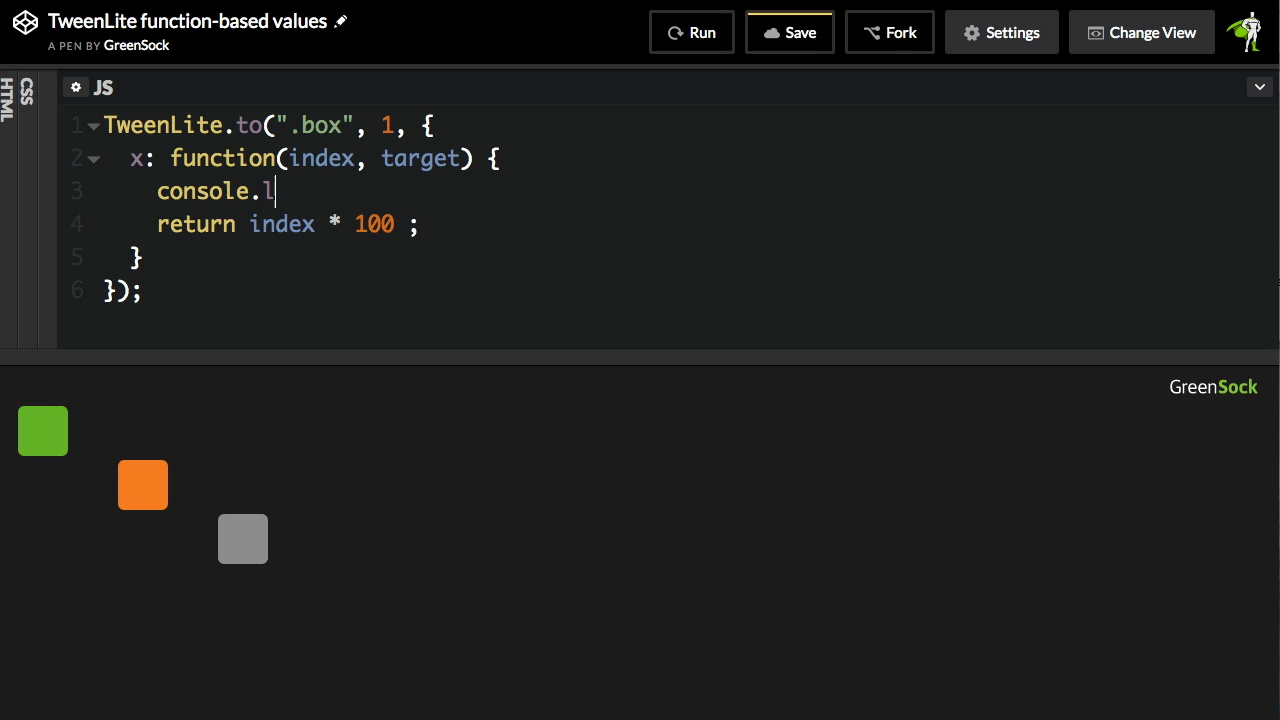 TweenLite function-based values
A PEN BY GreenSock
Run
Save
Fork
Settings
Change View
HTML
CSS
JS
1 TweenLite.to(".box", 1, {
2 x: function(index, target) {
3 console.l
4 return index * 100 ;
5 }
6 });
GreenSock